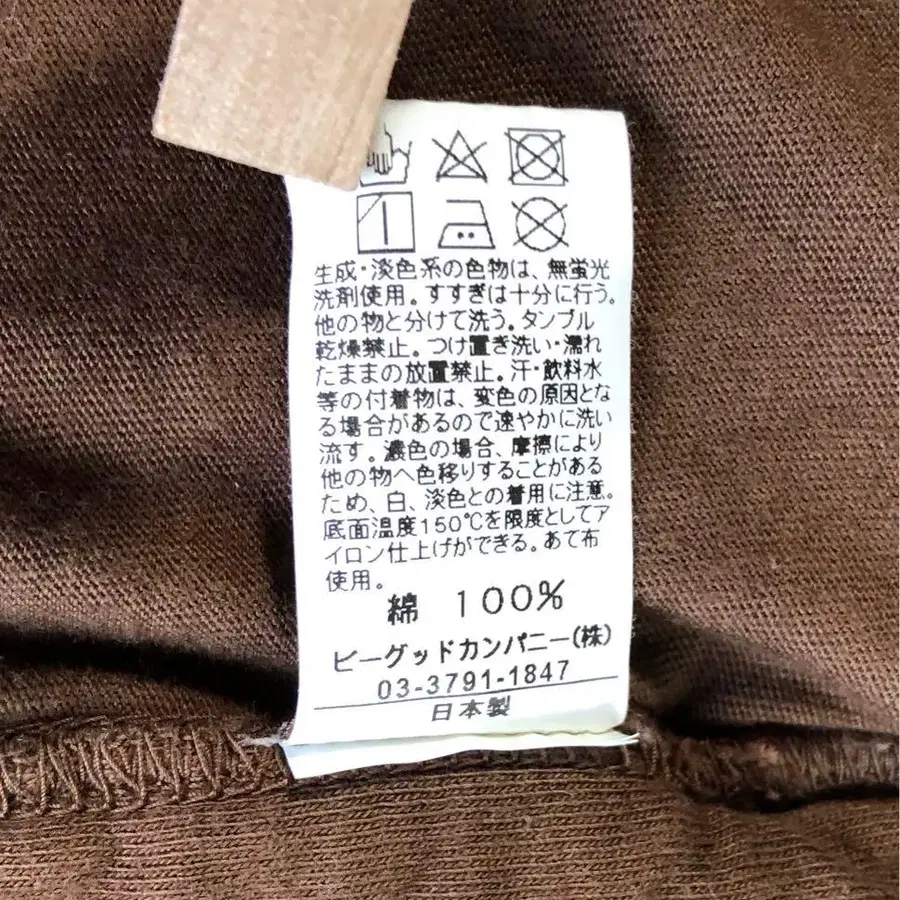 生成・淡色系の色物は、無蛍光
洗剤使用。すすぎは十分に行う。
他の物と分けて洗う。タンブル
乾燥禁止。つけ置き洗い・濡れ
たままの放置禁止。汗・飲料水
等の付着物は、変色の原因とな
る場合があるので速やかに洗い
流す。濃色の場合、摩擦により
他の物へ色移りすることがある
ため、白、淡色との着用に注意。
底面温度150℃を限度としてア
イロン仕上げができる。あて布
使用。
綿 100%
ビーグッドカンパニー(株)
03-3791-1847
日本製